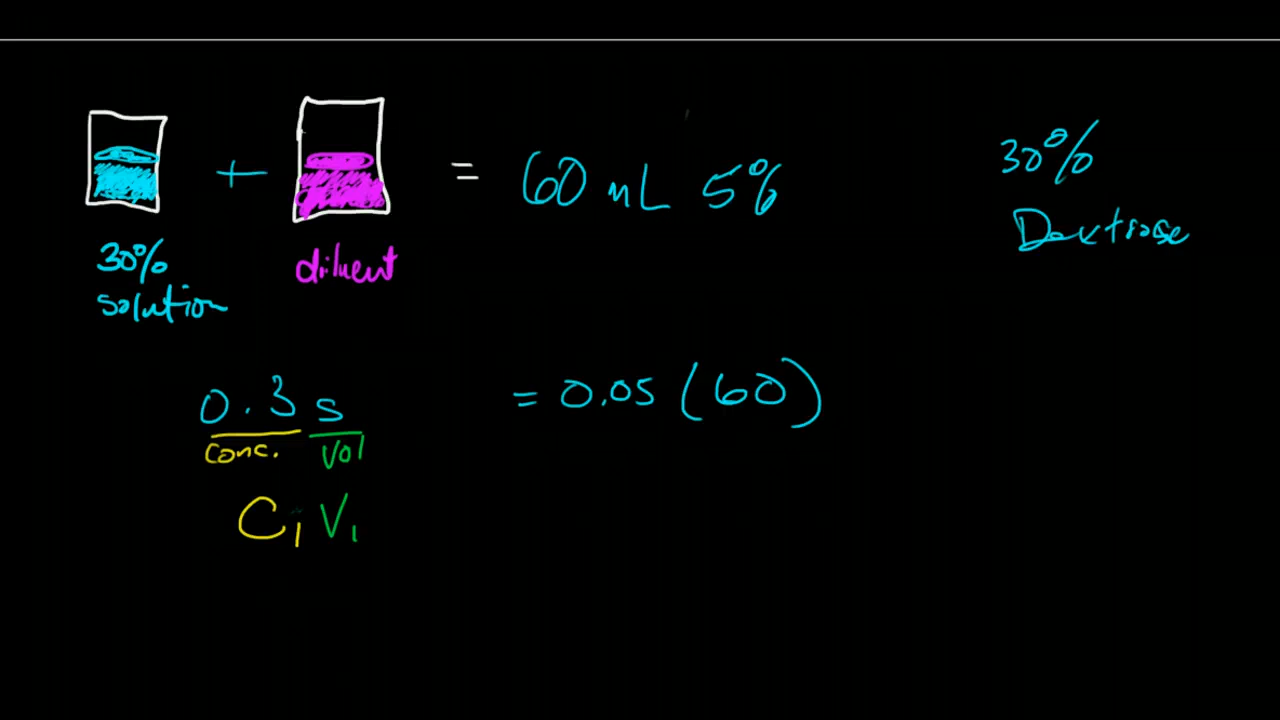 + = 60 mL 5%
30%
Dextrose
30%
solution
diluent
0.3 s = 0.05 (60)
conc. Vol
C₁ V₁